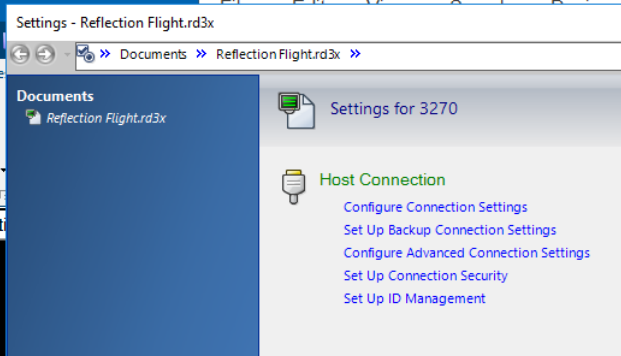 Settings - Reflection Flight.rd3x
Documents » Reflection Flight.rd3x »
Documents
Reflection Flight.rd3x
Settings for 3270
Host Connection
Configure Connection Settings
Set Up Backup Connection Settings
Configure Advanced Connection Settings
Set Up Connection Security
Set Up ID Management